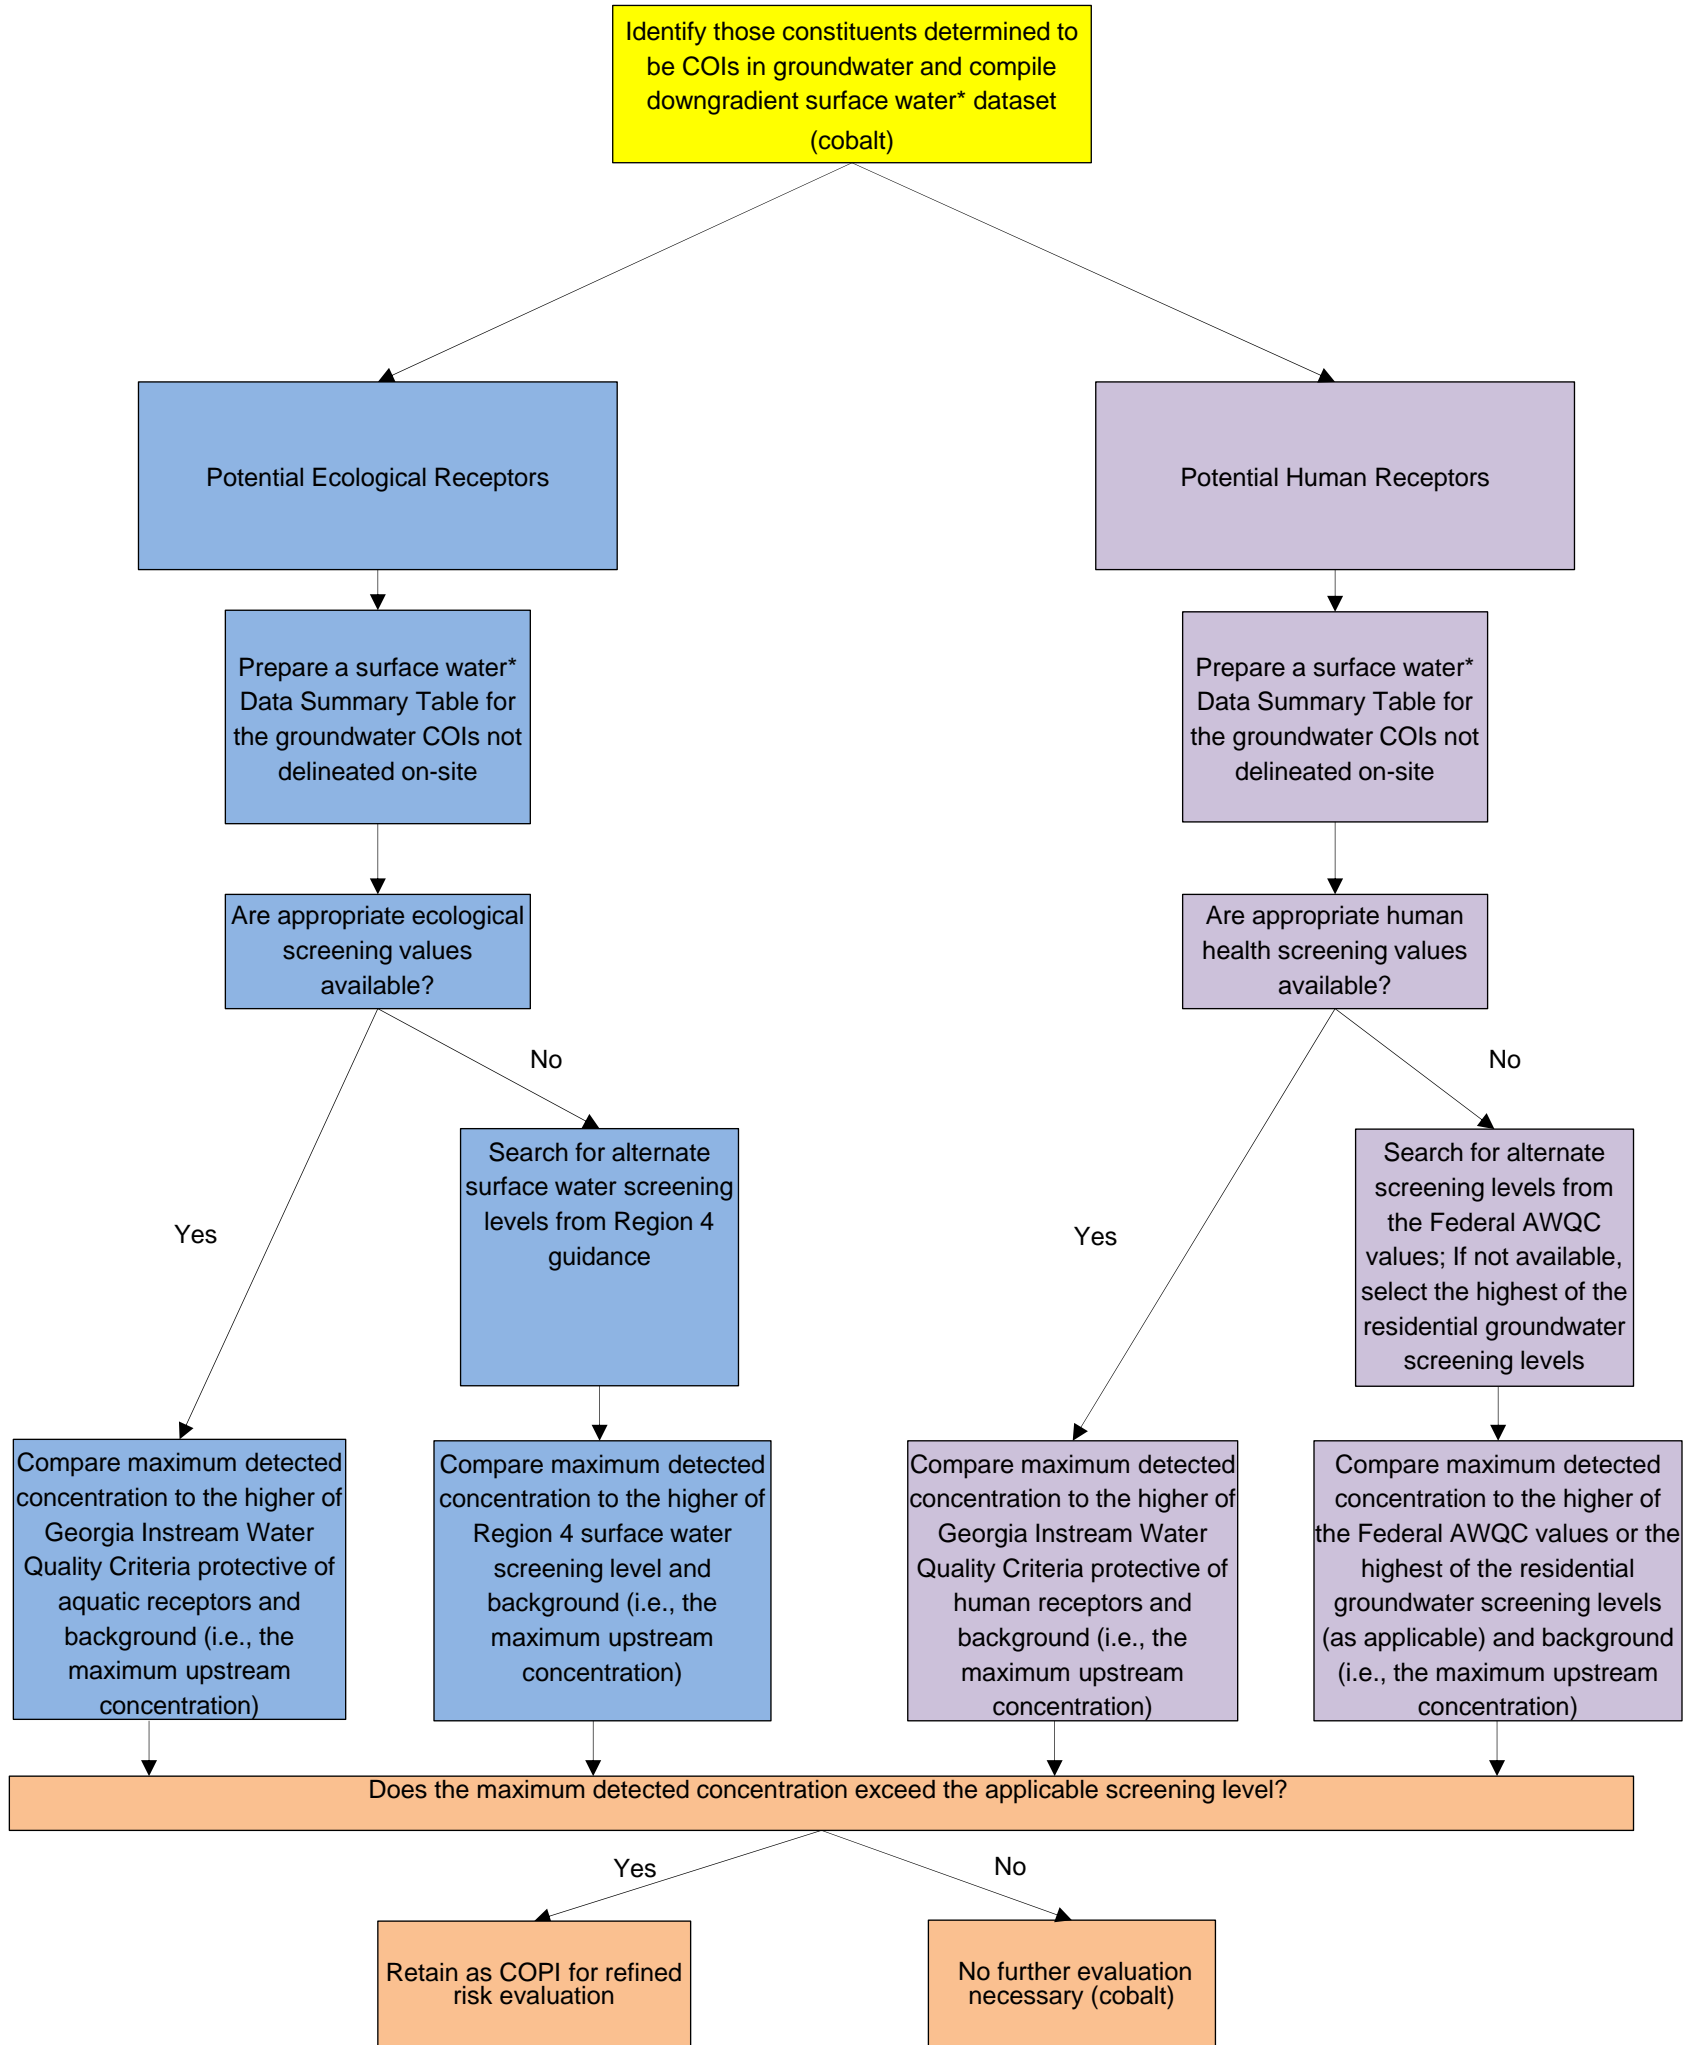 Identify those constituents determined to
be COIs in groundwater and compile
downgradient surface water* dataset
(cobalt)
Potential Ecological Receptors
Potential Human Receptors
Prepare a surface water*
Data Summary Table for
the groundwater COIs not
delineated on-site
Prepare a surface water*
Data Summary Table for
the groundwater COIs not
delineated on-site
Are appropriate ecological
screening values
available?
Are appropriate human
health screening values
available?
No
No
Search for alternate
surface water screening
levels from Region 4
guidance
Search for alternate
screening levels from
the Federal AWQC
values; If not available,
select the highest of the
residential groundwater
screening levels
Yes
Yes
Compare maximum detected
concentration to the higher of
Georgia Instream Water
Quality Criteria protective of
aquatic receptors and
background (i.e., the
maximum upstream
concentration)
Compare maximum detected
concentration to the higher of
Region 4 surface water
screening level and
background (i.e., the
maximum upstream
concentration)
Compare maximum detected
concentration to the higher of
Georgia Instream Water
Quality Criteria protective of
human receptors and
background (i.e., the
maximum upstream
concentration)
Compare maximum detected
concentration to the higher of
the Federal AWQC values or the
highest of the residential
groundwater screening levels
(as applicable) and background
(i.e., the maximum upstream
concentration)
Does the maximum detected concentration exceed the applicable screening level?
Yes
No
Retain as COPI for refined
risk evaluation
No further evaluation
necessary (cobalt)